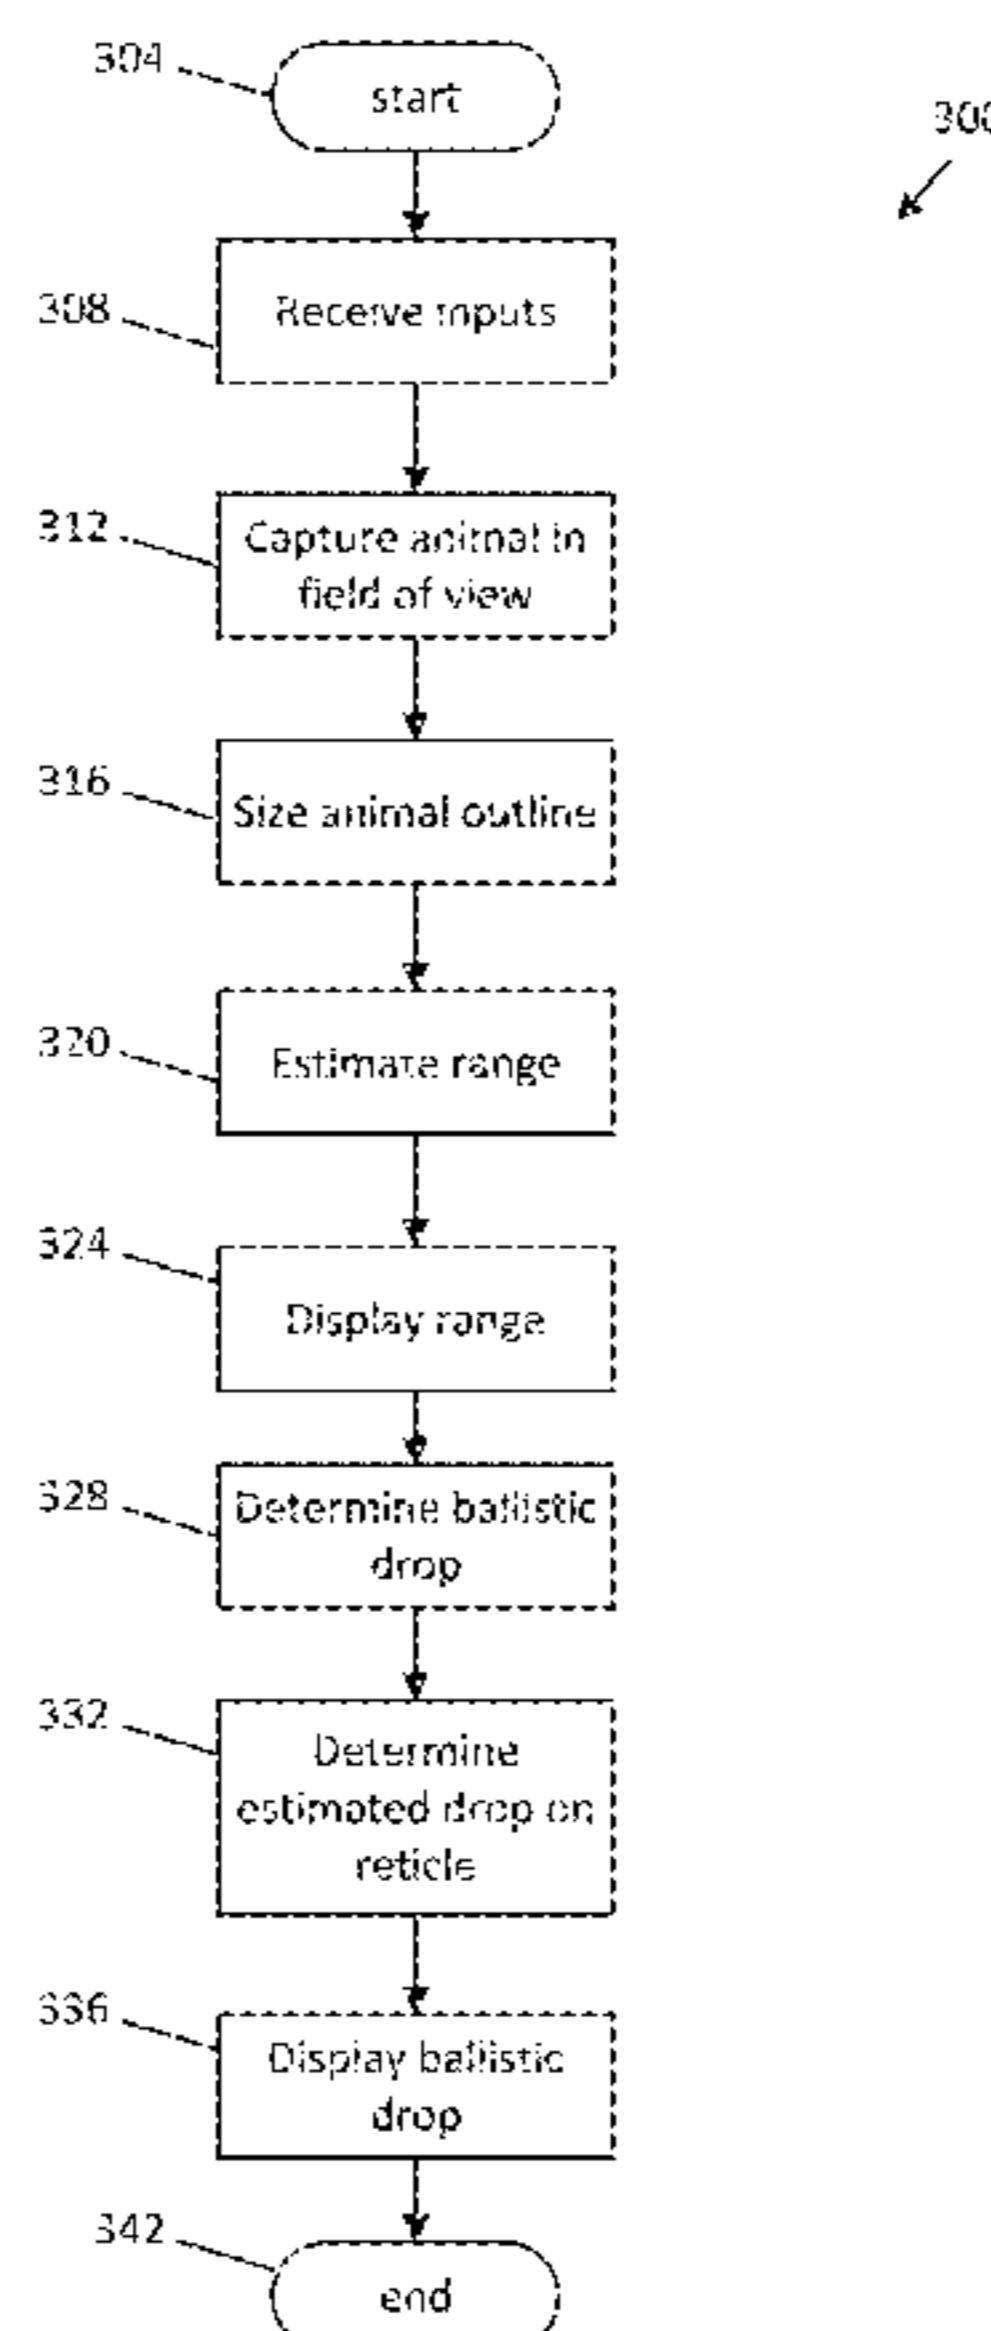 304
start
300
308
Receive inputs
312
Capture animal in
field of view
316
Size animal outline
320
Estimate range
324
Display range
328
Determine ballistic
drop
332
Determine
estimated drop on
reticle
336
Display ballistic
drop
342
end